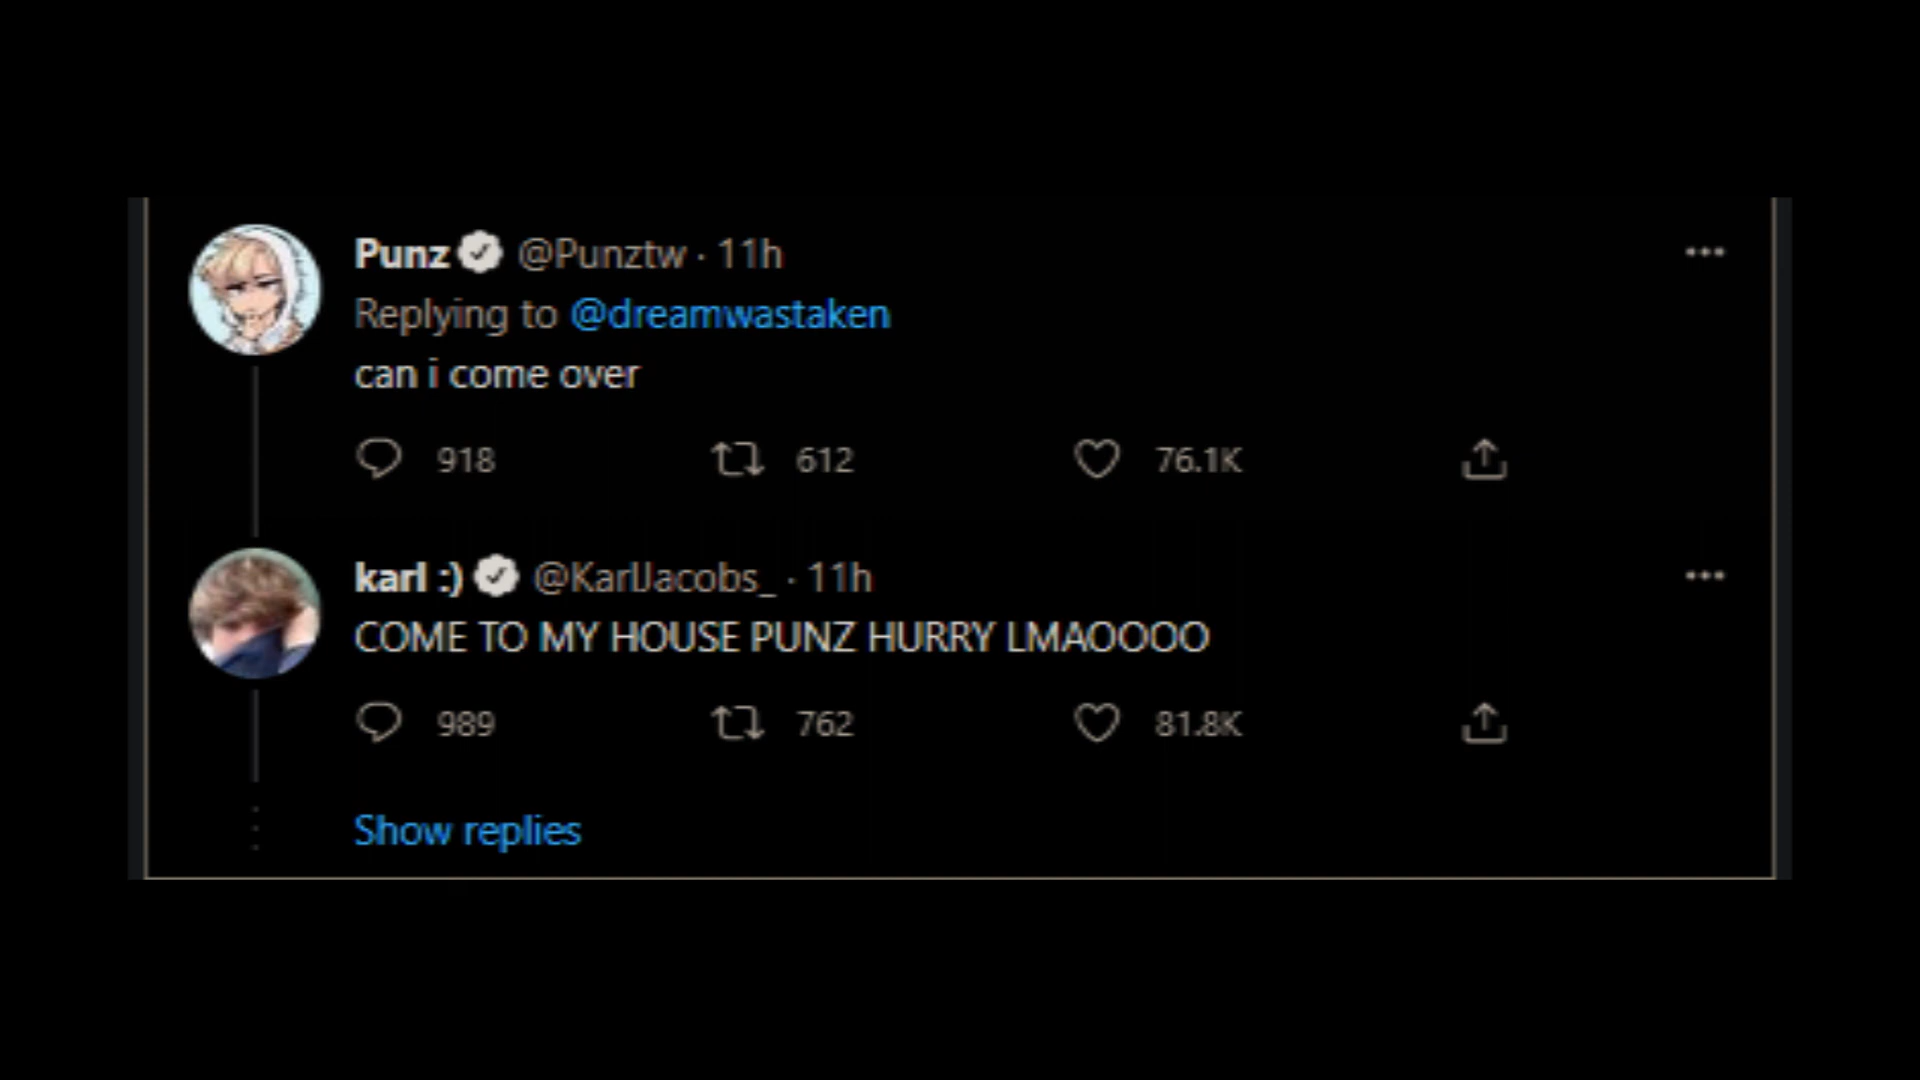 Punz @Punztw · 11h
Replying to @dreamwastaken
can i come over
918 612 76.1K
karl :) @KarlJacobs_ · 11h
COME TO MY HOUSE PUNZ HURRY LMAOOOO
989 762 81.8K
Show replies